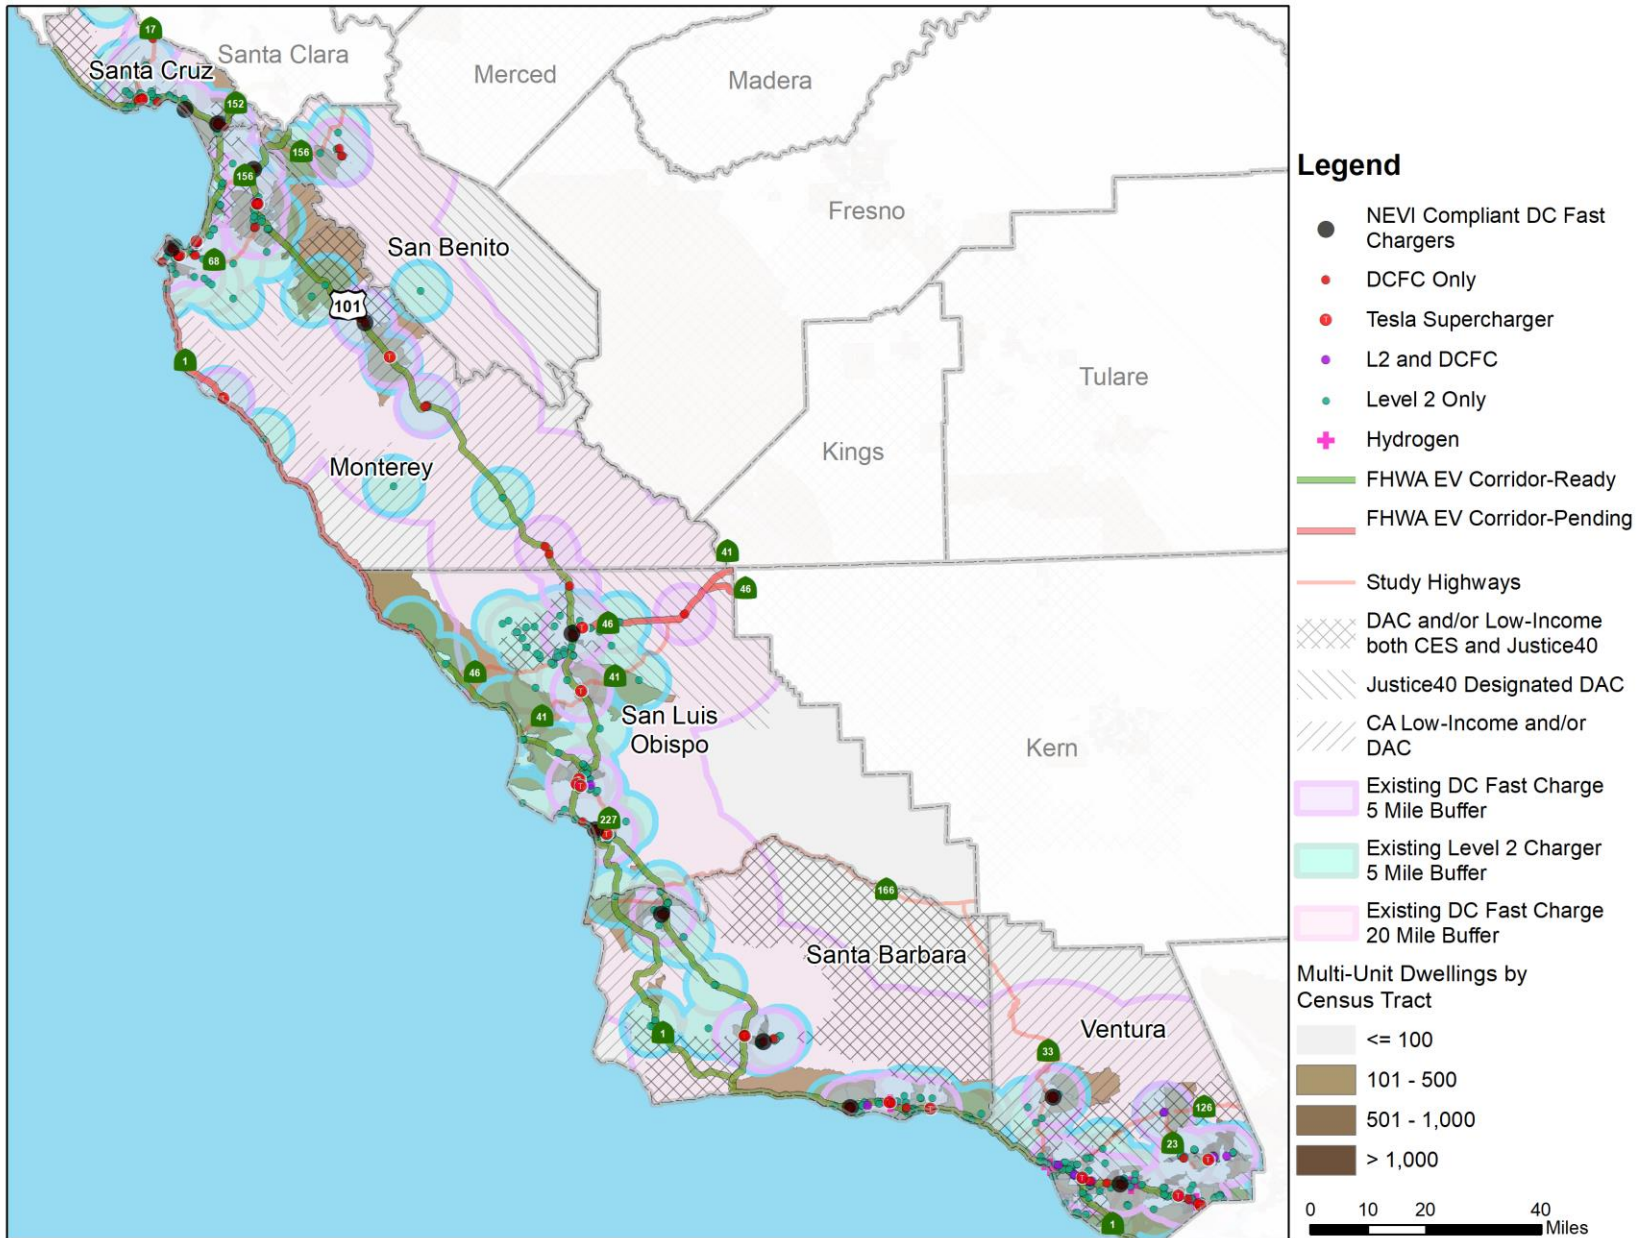 17
Santa Clara
Santa Cruz
Merced
Madera
152
156
156
Fresno
San Benito
68
101
1
Tulare
Kings
Monterey
41
46
46
46
41
41
San Luis
Obispo
Kern
227
166
Santa Barbara
Ventura
1
33
126
23
1
T
T
T
T
T
T
T
T
T
T
T
T
Legend
NEVI Compliant DC Fast
Chargers
DCFC Only
T
Tesla Supercharger
L2 and DCFC
Level 2 Only
Hydrogen
FHWA EV Corridor-Ready
FHWA EV Corridor-Pending
Study Highways
DAC and/or Low-Income
both CES and Justice40
Justice40 Designated DAC
CA Low-Income and/or
DAC
Existing DC Fast Charge
5 Mile Buffer
Existing Level 2 Charger
5 Mile Buffer
Existing DC Fast Charge
20 Mile Buffer
Multi-Unit Dwellings by
Census Tract
<= 100
101 - 500
501 - 1,000
> 1,000
0 10 20 40
Miles